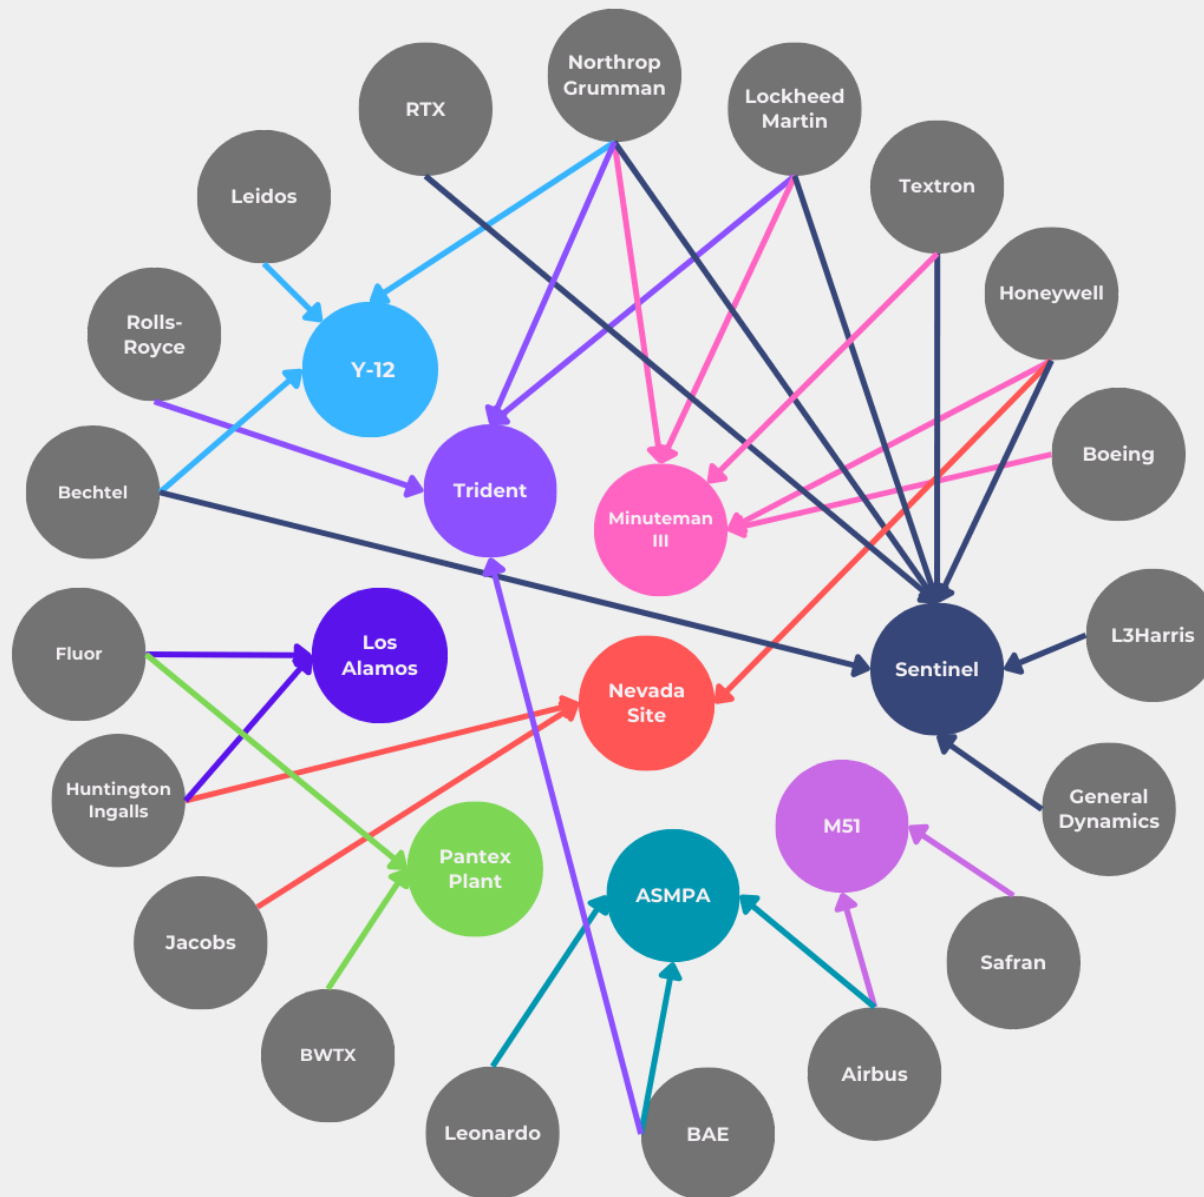 Northrop
Grumman
RTX
Lockheed
Martin
Textron
Leidos
Honeywell
Rolls-
Royce
Y-12
Boeing
Bechtel
Trident
Minuteman
III
Fluor
Los
Alamos
L3Harris
Sentinel
Nevada
Site
Huntington
Ingalls
General
Dynamics
M51
Pantex
Plant
ASMPA
Jacobs
Safran
BWTX
Airbus
Leonardo
BAE